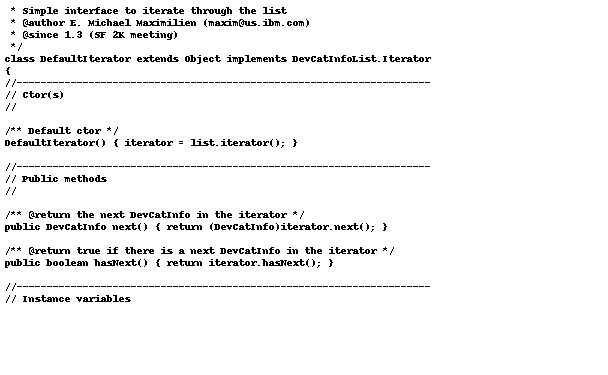 * Simple interface to iterate through the list
* @author E. Michael Maximilien (maxim@us.ibm.com)
* @since 1.3 (SF 2K meeting)
*/
class DefaultIterator extends Object implements DevCatInfoList.Iterator
{
//---------------------------------------------------------------------
// Ctor(s)
//
/** Default ctor */
DefaultIterator() { iterator = list.iterator(); }
//---------------------------------------------------------------------
// Public methods
//
/** @return the next DevCatInfo in the iterator */
public DevCatInfo next() { return (DevCatInfo)iterator.next(); }
/** @return true if there is a next DevCatInfo in the iterator */
public boolean hasNext() { return iterator.hasNext(); }
//---------------------------------------------------------------------
// Instance variables